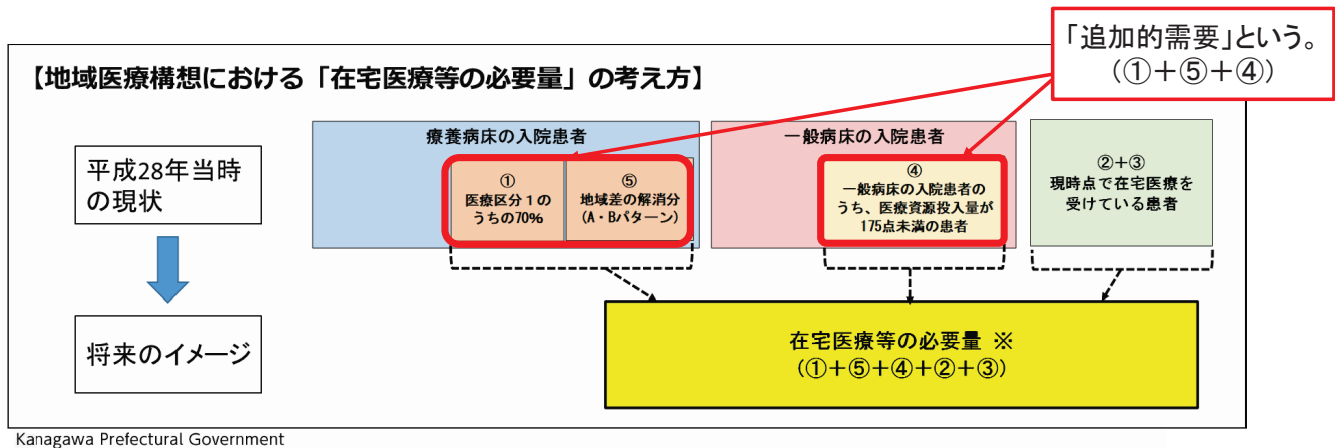 「追加的需要」という。
（①＋⑤＋④）
【地域医療構想における「在宅医療等の必要量」の考え方】
平成28年当時
の現状
療養病床の入院患者
①
医療区分１の
うちの70%
⑤
地域差の解消分
（A・Bパターン）
一般病床の入院患者
④
一般病床の入院患者の
うち、医療資源投入量が
175点未満の患者
②＋③
現時点で在宅医療を
受けている患者
将来のイメージ
在宅医療等の必要量 ※
（①＋⑤＋④＋②＋③）
Kanagawa Prefectural Government